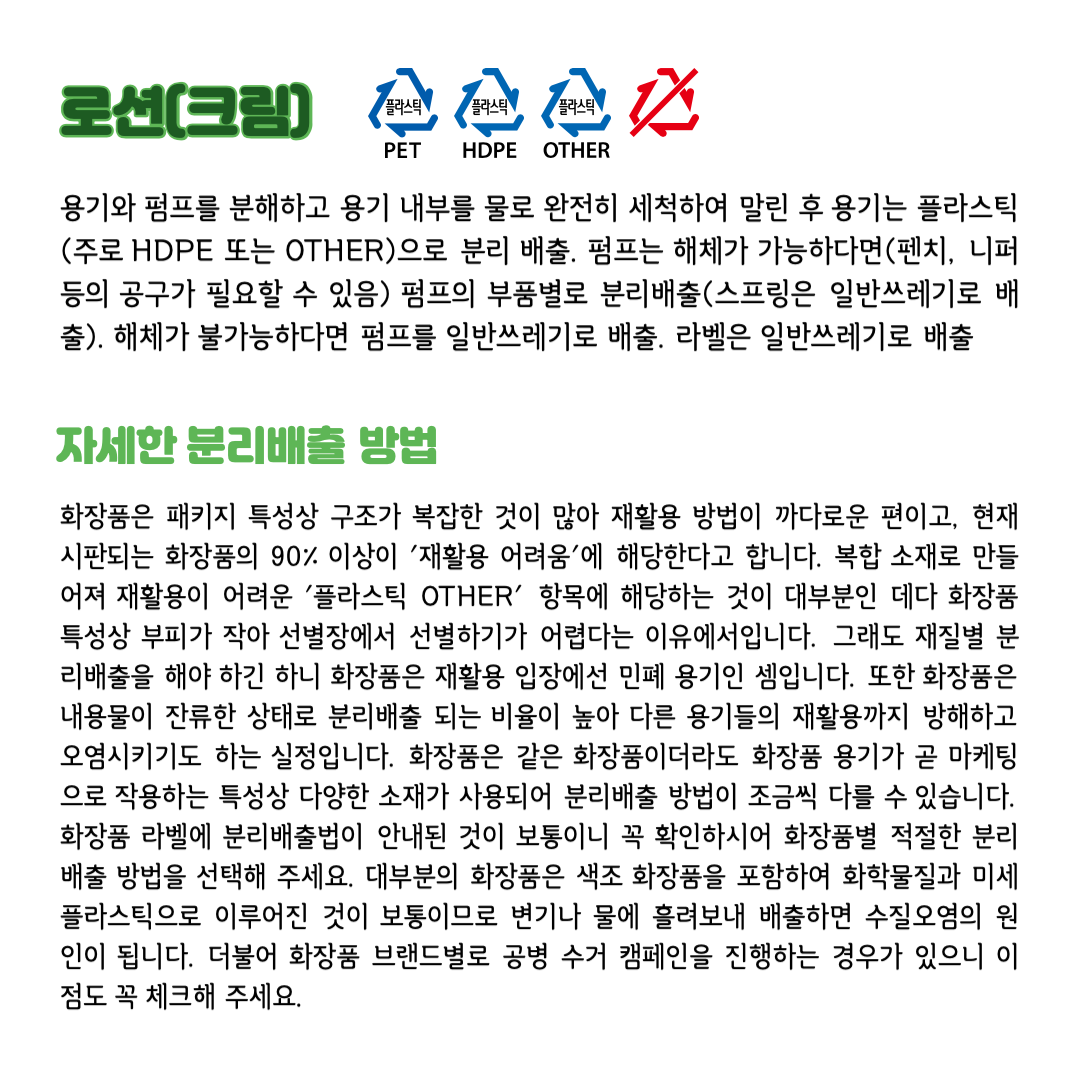 로션(크림)
플라스틱 플라스틱 플라스틱
PET HDPE OTHER
용기와 펌프를 분해하고 용기 내부를 물로 완전히 세척하여 말린 후 용기는 플라스틱
(주로 HDPE 또는 OTHER)으로 분리 배출. 펌프는 해체가 가능하다면(펜치, 니퍼
등의 공구가 필요할 수 있음) 펌프의 부품별로 분리배출(스프링은 일반쓰레기로 배
출). 해체가 불가능하다면 펌프를 일반쓰레기로 배출. 라벨은 일반쓰레기로 배출
자세한 분리배출 방법
화장품은 패키지 특성상 구조가 복잡한 것이 많아 재활용 방법이 까다로운 편이고, 현재
시판되는 화장품의 90% 이상이 '재활용 어려움'에 해당한다고 합니다. 복합 소재로 만들
어져 재활용이 어려운 '플라스틱 OTHER' 항목에 해당하는 것이 대부분인 데다 화장품
특성상 부피가 작아 선별장에서 선별하기가 어렵다는 이유에서입니다. 그래도 재질별 분
리배출을 해야 하긴 하니 화장품은 재활용 입장에선 민폐 용기인 셈입니다. 또한 화장품은
내용물이 잔류한 상태로 분리배출 되는 비율이 높아 다른 용기들의 재활용까지 방해하고
오염시키기도 하는 실정입니다. 화장품은 같은 화장품이더라도 화장품 용기가 곧 마케팅
으로 작용하는 특성상 다양한 소재가 사용되어 분리배출 방법이 조금씩 다를 수 있습니다.
화장품 라벨에 분리배출법이 안내된 것이 보통이니 꼭 확인하시어 화장품별 적절한 분리
배출 방법을 선택해 주세요. 대부분의 화장품은 색조 화장품을 포함하여 화학물질과 미세
플라스틱으로 이루어진 것이 보통이므로 변기나 물에 흘려보내 배출하면 수질오염의 원
인이 됩니다. 더불어 화장품 브랜드별로 공병 수거 캠페인을 진행하는 경우가 있으니 이
점도 꼭 체크해 주세요.